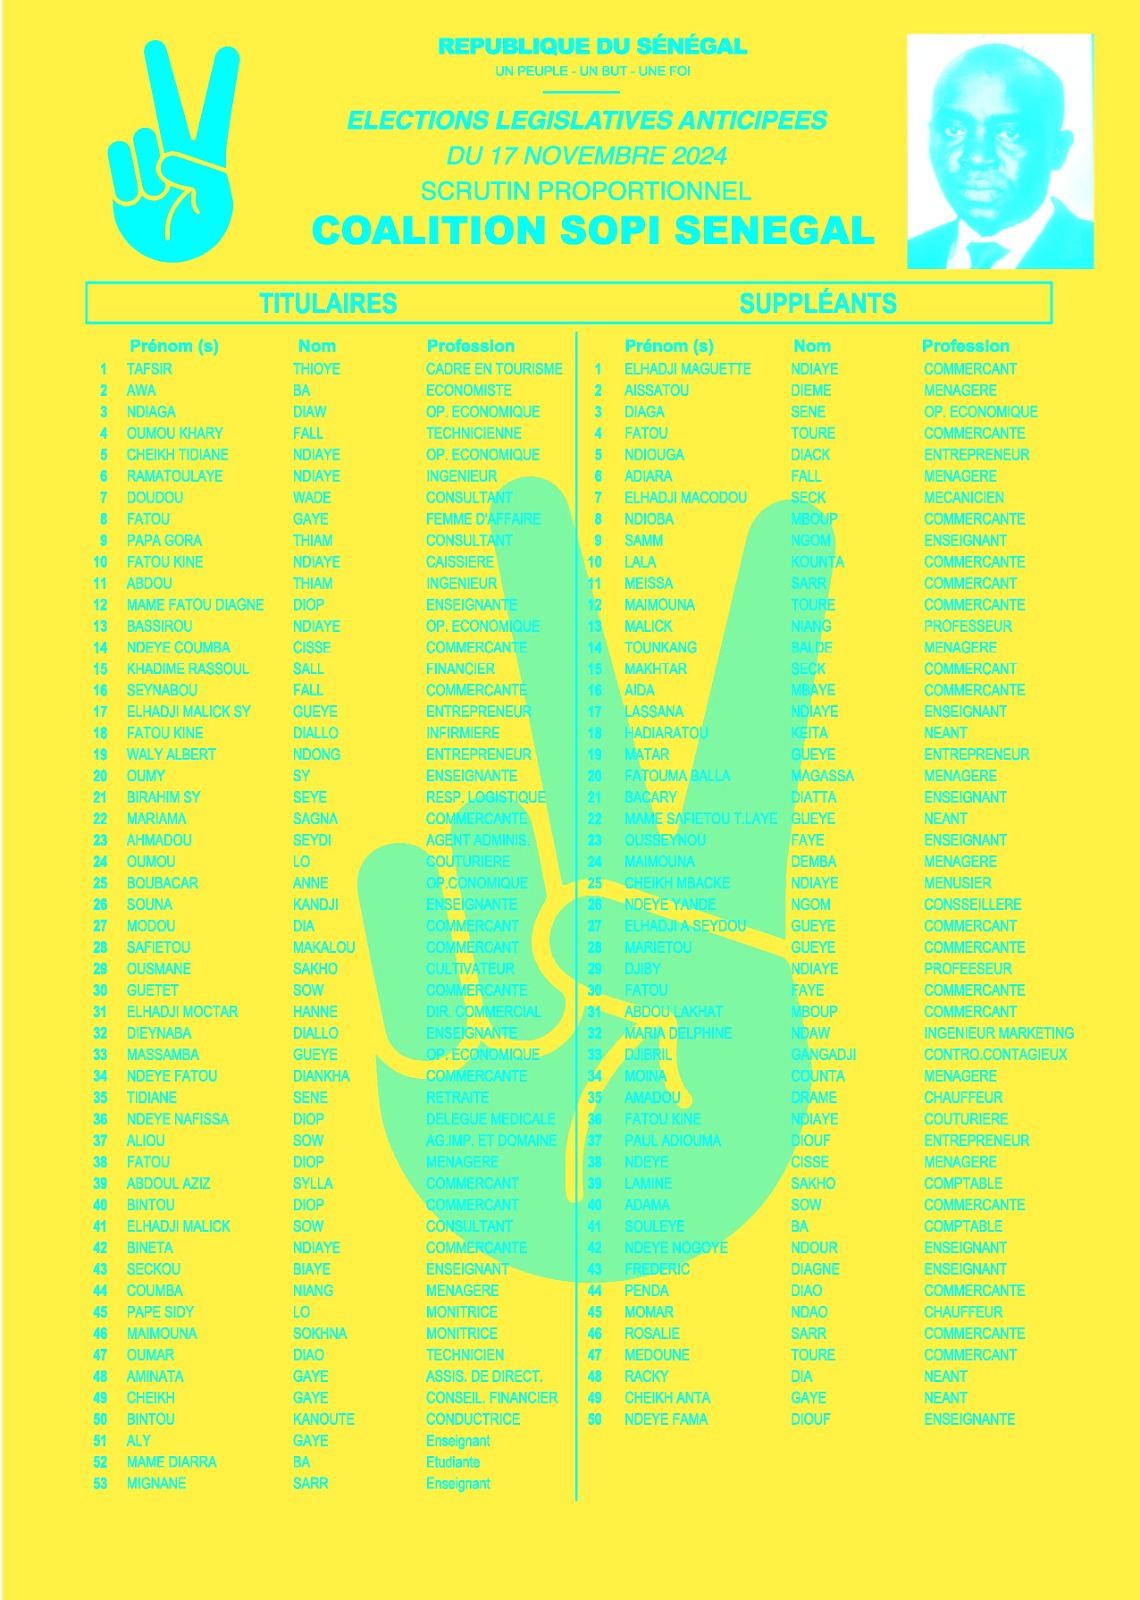 REPUBLIQUE DU SÉNÉGAL
UN PEUPLE - UN BUT - UNE FOI
ELECTIONS LEGISLATIVES ANTICIPEES
DU 17 NOVEMBRE 2024
SCRUTIN PROPORTIONNEL
COALITION SOPI SENEGAL
TITULAIRES SUPPLÉANTS
Prénom (s) Nom Profession
1 TAFSIR THIOYE CADRE EN TOURISME
2 AWA BA ECONOMISTE
3 NDIAGA DIAW OP. ECONOMIQUE
4 OUMOU KHARY FALL TECHNICIENNE
5 CHEIKH TIDIANE NDIAYE OP. ECONOMIQUE
6 RAMATOULAYE NDIAYE INGENIEUR
7 DOUDOU WADE CONSULTANT
8 FATOU GAYE FEMME D'AFFAIRE
9 PAPA GORA THIAM CONSULTANT
10 FATOU KINE NDIAYE CAISSIERE
11 ABDOU THIAM INGENIEUR
12 MAME FATOU DIAGNE DIOP ENSEIGNANTE
13 BASSIROU NDIAYE OP. ECONOMIQUE
14 NDEYE COUMBA CISSE COMMERCANTE
15 KHADIME RASSOUL SALL FINANCIER
16 SEYNABOU FALL COMMERCANTE
17 ELHADJI MALICK SY GUEYE ENTREPRENEUR
18 FATOU KINE DIALLO INFIRMIERE
19 WALY ALBERT NDONG ENTREPRENEUR
20 OUMY SY ENSEIGNANTE
21 BIRAHIM SY SEYE RESP. LOGISTIQUE
22 MARIAMA SAGNA COMMERCANTE
23 AHMADOU SEYDI AGENT ADMINIS.
24 OUMOU LO COUTURIERE
25 BOUBACAR ANNE OP.CONOMIQUE
26 SOUNA KANDJI ENSEIGNANTE
27 MODOU DIA COMMERCANT
28 SAFIETOU MAKALOU COMMERCANT
29 OUSMANE SAKHO CULTIVATEUR
30 GUETET SOW COMMERCANTE
31 ELHADJI MOCTAR HANNE DIR. COMMERCIAL
32 DIEYNABA DIALLO ENSEIGNANTE
33 MASSAMBA GUEYE OP. ECONOMIQUE
34 NDEYE FATOU DIANKHA COMMERCANTE
35 TIDIANE SENE RETRAITE
36 NDEYE NAFISSA DIOP DELEGUE MEDICALE
37 ALIOU SOW AG.IMP. ET DOMAINE
38 FATOU DIOP MENAGERE
39 ABDOUL AZIZ SYLLA COMMERCANT
40 BINTOU DIOP COMMERCANT
41 ELHADJI MALICK SOW CONSULTANT
42 BINETA NDIAYE COMMERCANTE
43 SECKOU BIAYE ENSEIGNANT
44 COUMBA NIANG MENAGERE
45 PAPE SIDY LO MONITRICE
46 MAIMOUNA SOKHNA MONITRICE
47 OUMAR DIAO TECHNICIEN
48 AMINATA GAYE ASSIS. DE DIRECT.
49 CHEIKH GAYE CONSEIL. FINANCIER
50 BINTOU KANOUTE CONDUCTRICE
51 ALY GAYE Enseignant
52 MAME DIARRA BA Etudiante
53 MIGNANE SARR Enseignant
Prénom (s) Nom Profession
1 ELHADJI MAGUETTE NDIAYE COMMERCANT
2 AISSATOU DIEME MENAGERE
3 DIAGA SENE OP. ECONOMIQUE
4 FATOU TOURE COMMERCANTE
5 NDIOUGA DIACK ENTREPRENEUR
6 ADIARA FALL MENAGERE
7 ELHADJI MACODOU SECK MECANICIEN
8 NDIOBA MBOUP COMMERCANTE
9 SAMM NGOM ENSEIGNANT
10 LALA KOUNTA COMMERCANTE
11 MEISSA SARR COMMERCANT
12 MAIMOUNA TOURE COMMERCANTE
13 MALICK NIANG PROFESSEUR
14 TOUNKANG BALDE MENAGERE
15 MAKHTAR SECK COMMERCANT
16 AIDA MBAYE COMMERCANTE
17 LASSANA NDIAYE ENSEIGNANT
18 HADIARATOU KEITA NEANT
19 MATAR GUEYE ENTREPRENEUR
20 FATOUMA BALLA MAGASSA MENAGERE
21 BACARY DIATTA ENSEIGNANT
22 MAME SAFIETOU T.LAYE GUEYE NEANT
23 OUSSEYNOU FAYE ENSEIGNANT
24 MAIMOUNA DEMBA MENAGERE
25 CHEIKH MBACKE NDIAYE MENUSIER
26 NDEYE YANDE NGOM CONSSEILLERE
27 ELHADJI A SEYDOU GUEYE COMMERCANT
28 MARIETOU GUEYE COMMERCANTE
29 DJIBY NDIAYE PROFEESEUR
30 FATOU FAYE COMMERCANTE
31 ABDOU LAKHAT MBOUP COMMERCANT
32 MARIA DELPHINE NDAW INGENIEUR MARKETING
33 DJIBRIL GANGADJI CONTRO.CONTAGIEUX
34 MOINA COUNTA MENAGERE
35 AMADOU DRAME CHAUFFEUR
36 FATOU KINE NDIAYE COUTURIERE
37 PAUL ADIOUMA DIOUF ENTREPRENEUR
38 NDEYE CISSE MENAGERE
39 LAMINE SAKHO COMPTABLE
40 ADAMA SOW COMMERCANTE
41 SOULEYE BA COMPTABLE
42 NDEYE NOGOYE NDOUR ENSEIGNANT
43 FREDERIC DIAGNE ENSEIGNANT
44 PENDA DIAO COMMERCANTE
45 MOMAR NDAO CHAUFFEUR
46 ROSALIE SARR COMMERCANTE
47 MEDOUNE TOURE COMMERCANT
48 RACKY DIA NEANT
49 CHEIKH ANTA GAYE NEANT
50 NDEYE FAMA DIOUF ENSEIGNANTE